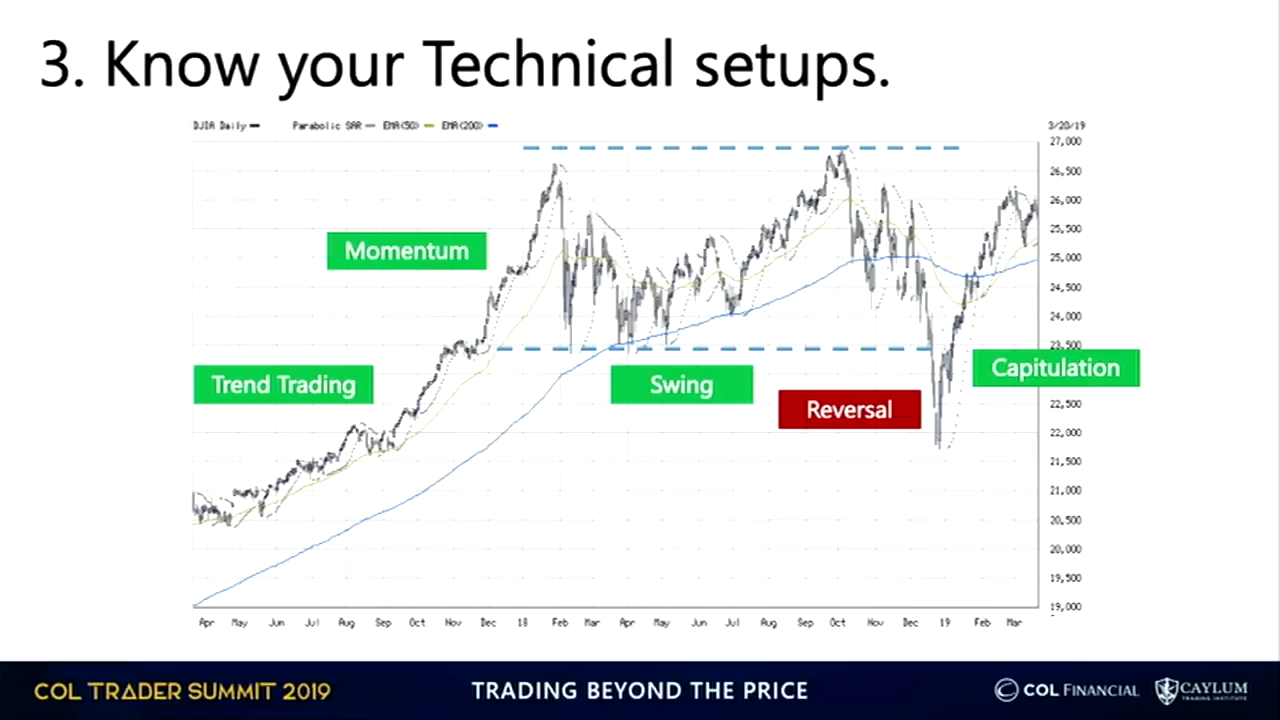 3. Know your Technical setups.
DJIA Daily Parabolic SAR EMA(50) EMA(200) 3/20/19
27,000
26,500
26,000
25,500
Momentum
25,000
24,500
24,000
23,500
Capitulation
Trend Trading
Swing
Reversal
22,500
22,000
21,500
21,000
20,500
20,000
19,500
19,000
Apr May Jun Jul Aug Sep Oct Nov Dec 18 Feb Mar Apr May Jun Jul Aug Sep Oct Nov Dec 19 Feb Mar
COL TRADER SUMMIT 2019
TRADING BEYOND THE PRICE
COL FINANCIAL
CAYLUM
TRADING INSTITUTE